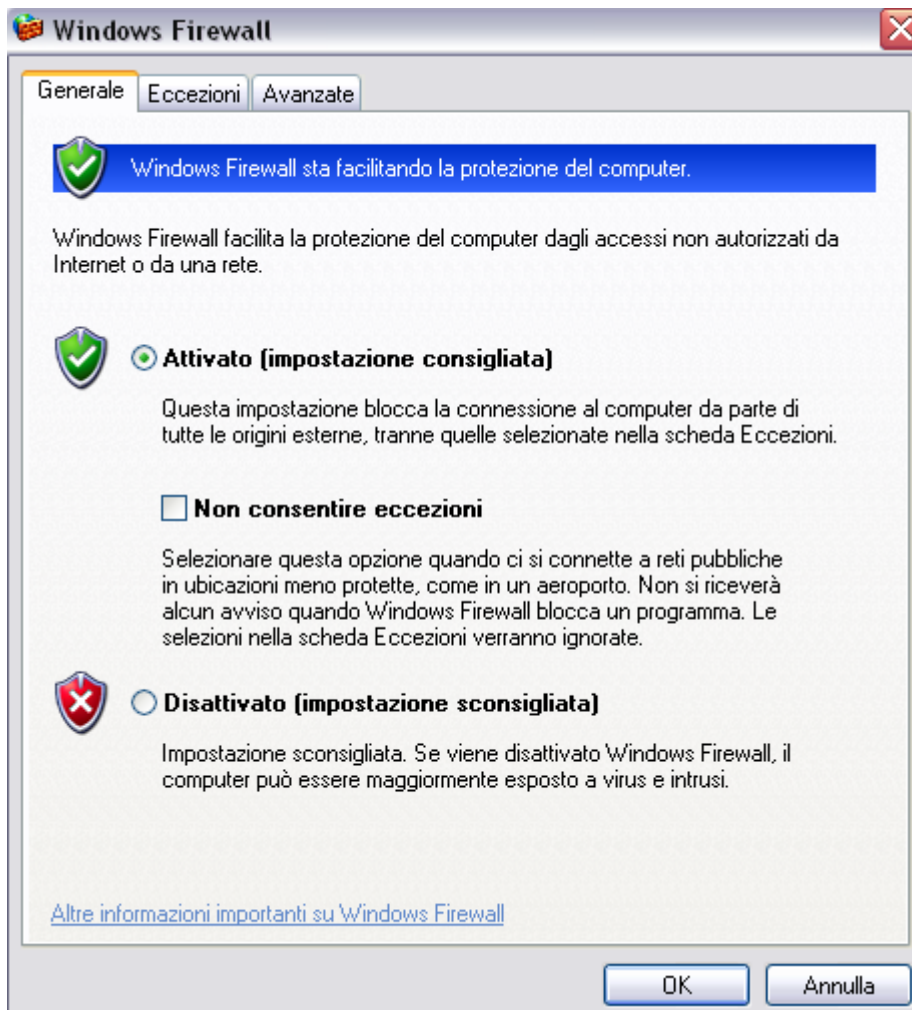 Windows Firewall
Generale
Eccezioni
Avanzate
Windows Firewall sta facilitando la protezione del computer.
Windows Firewall facilita la protezione del computer dagli accessi non autorizzati da
Internet o da una rete.
Attivato (impostazione consigliata)
Questa impostazione blocca la connessione al computer da parte di
tutte le origini esterne, tranne quelle selezionate nella scheda Eccezioni.
Non consentire eccezioni
Selezionare questa opzione quando ci si connette a reti pubbliche
in ubicazioni meno protette, come in un aeroporto. Non si riceverà
alcun avviso quando Windows Firewall blocca un programma. Le
selezioni nella scheda Eccezioni verranno ignorate.
Disattivato (impostazione sconsigliata)
Impostazione sconsigliata. Se viene disattivato Windows Firewall, il
computer può essere maggiormente esposto a virus e intrusi.
Altre informazioni importanti su Windows Firewall
OK
Annulla